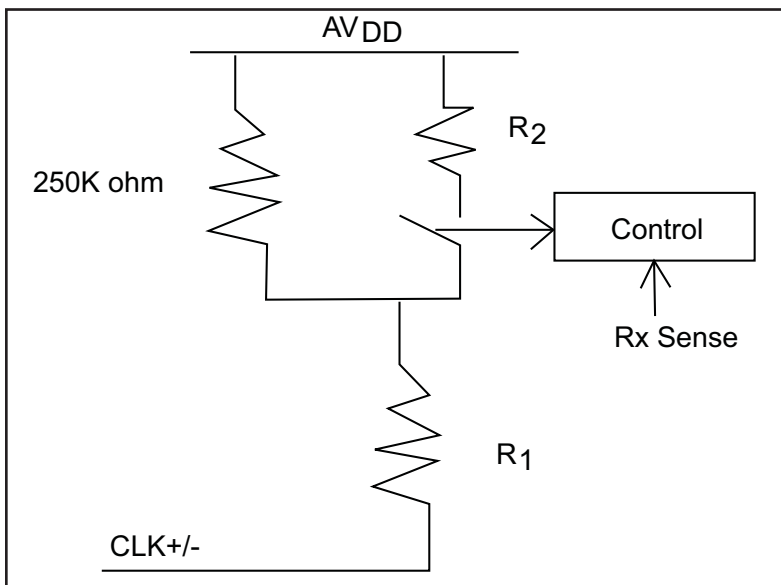 AVDD
R2
250K ohm
Control
Rx Sense
R1
CLK+/-